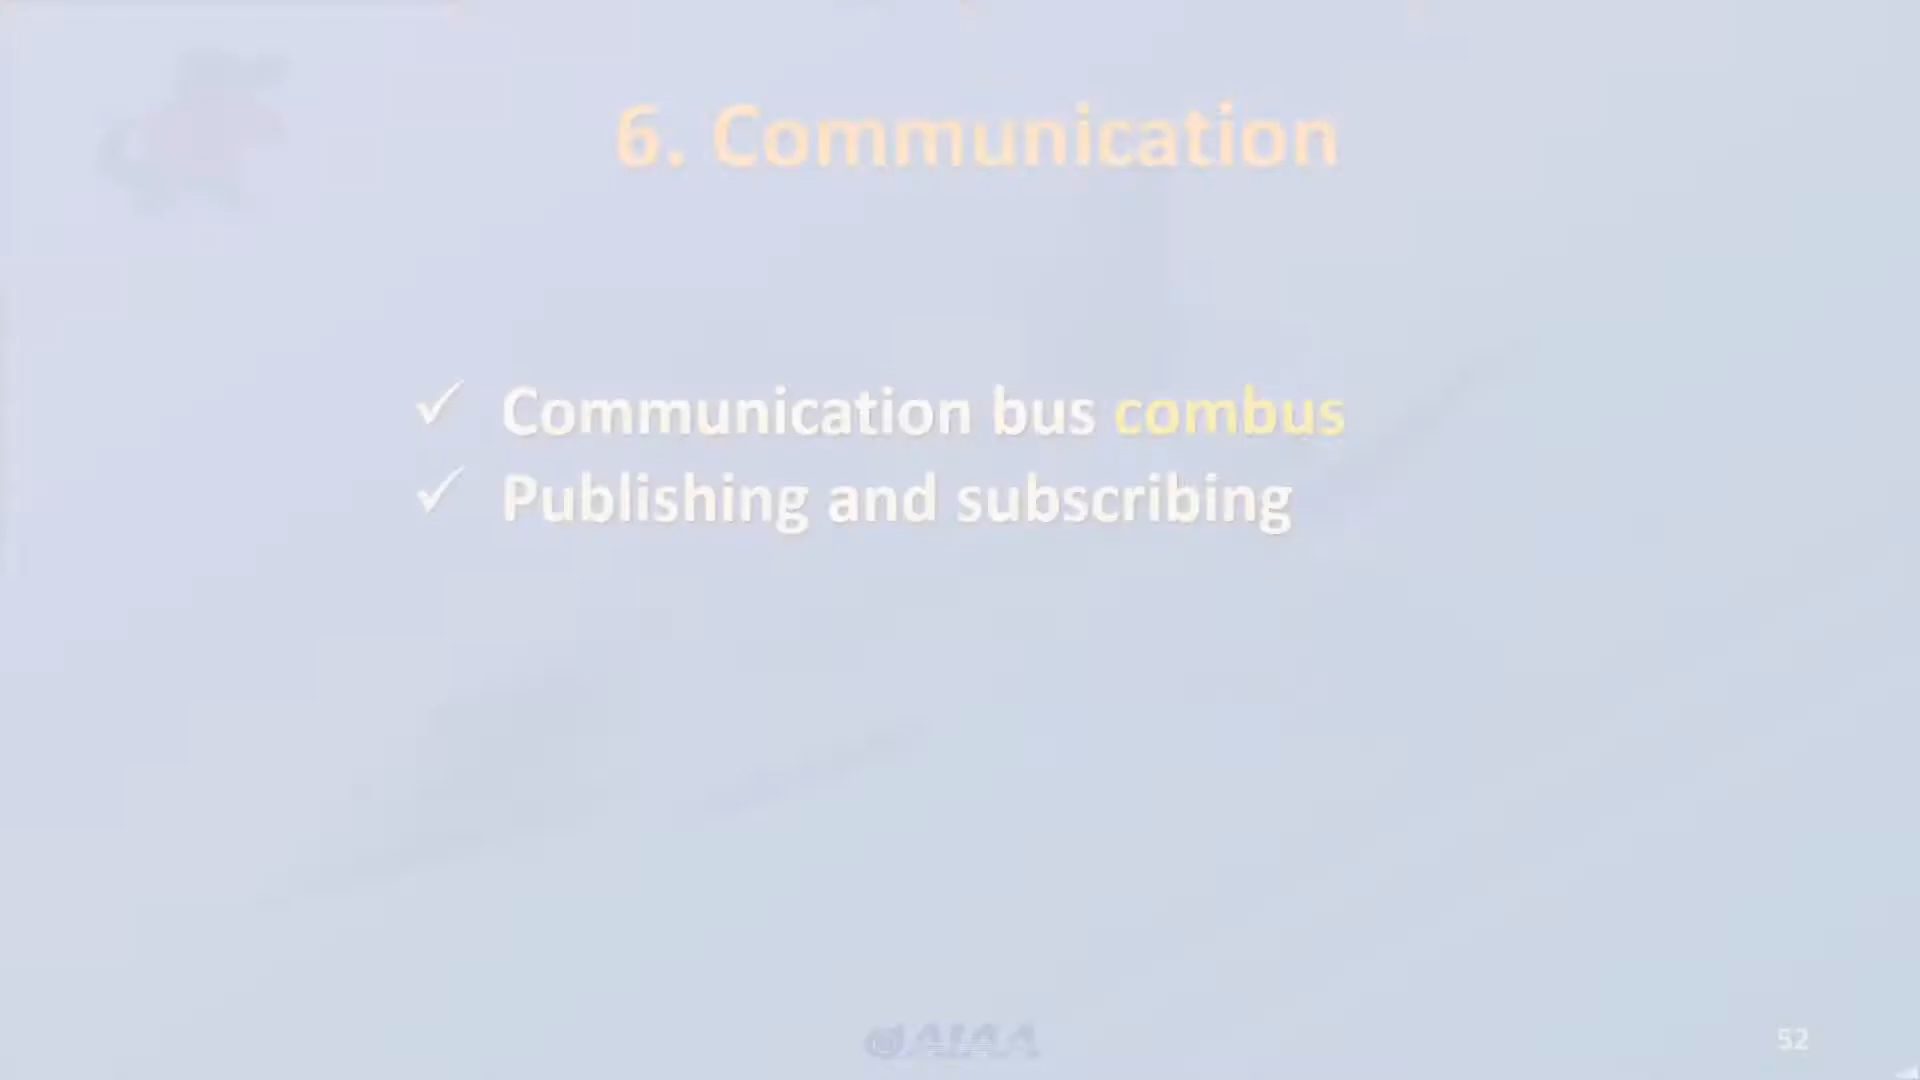 6. Communication
✓ Communication bus combus
✓ Publishing and subscribing
AIAA
52